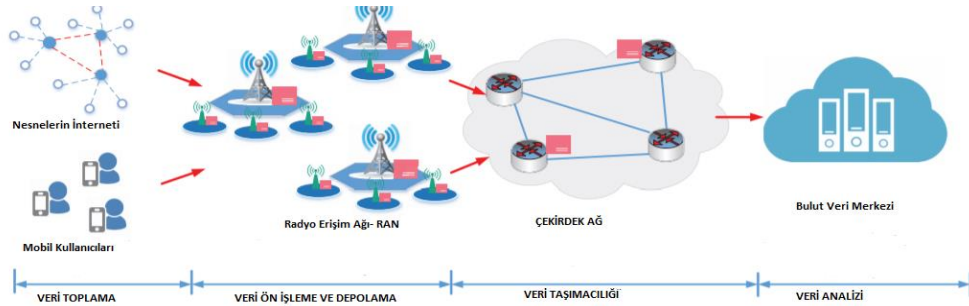 Nesnelerin İnterneti
Mobil Kullanıcıları
Radyo Erişim Ağı- RAN
ÇEKİRDEK AĞ
Bulut Veri Merkezi
VERİ TOPLAMA
VERİ ÖN İŞLEME VE DEPOLAMA
VERİ TAŞIMACILIĞI
VERİ ANALİZİ